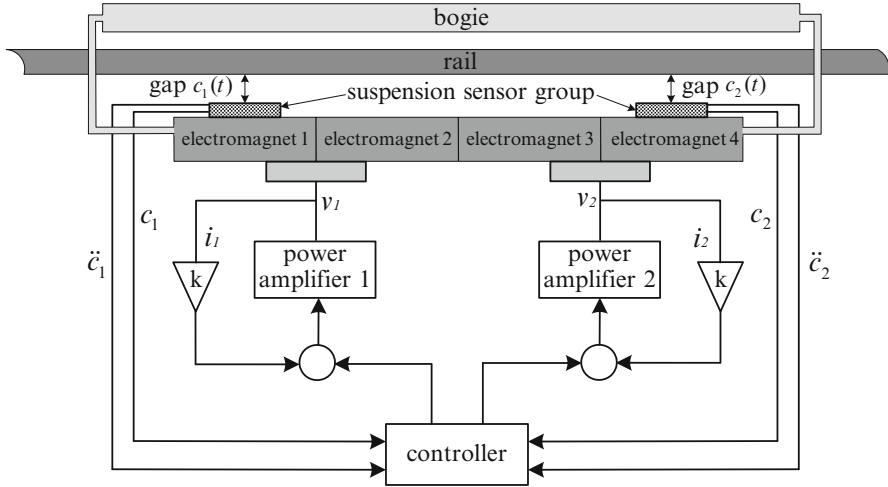 bogie
rail
gap c₁(t)
suspension sensor group
gap c₂(t)
electromagnet 1
electromagnet 2
electromagnet 3
electromagnet 4
v₁
v₂
c₁
i₁
i₂
c₂
c̈₁
k
power
amplifier 1
power
amplifier 2
k
c̈₂
controller